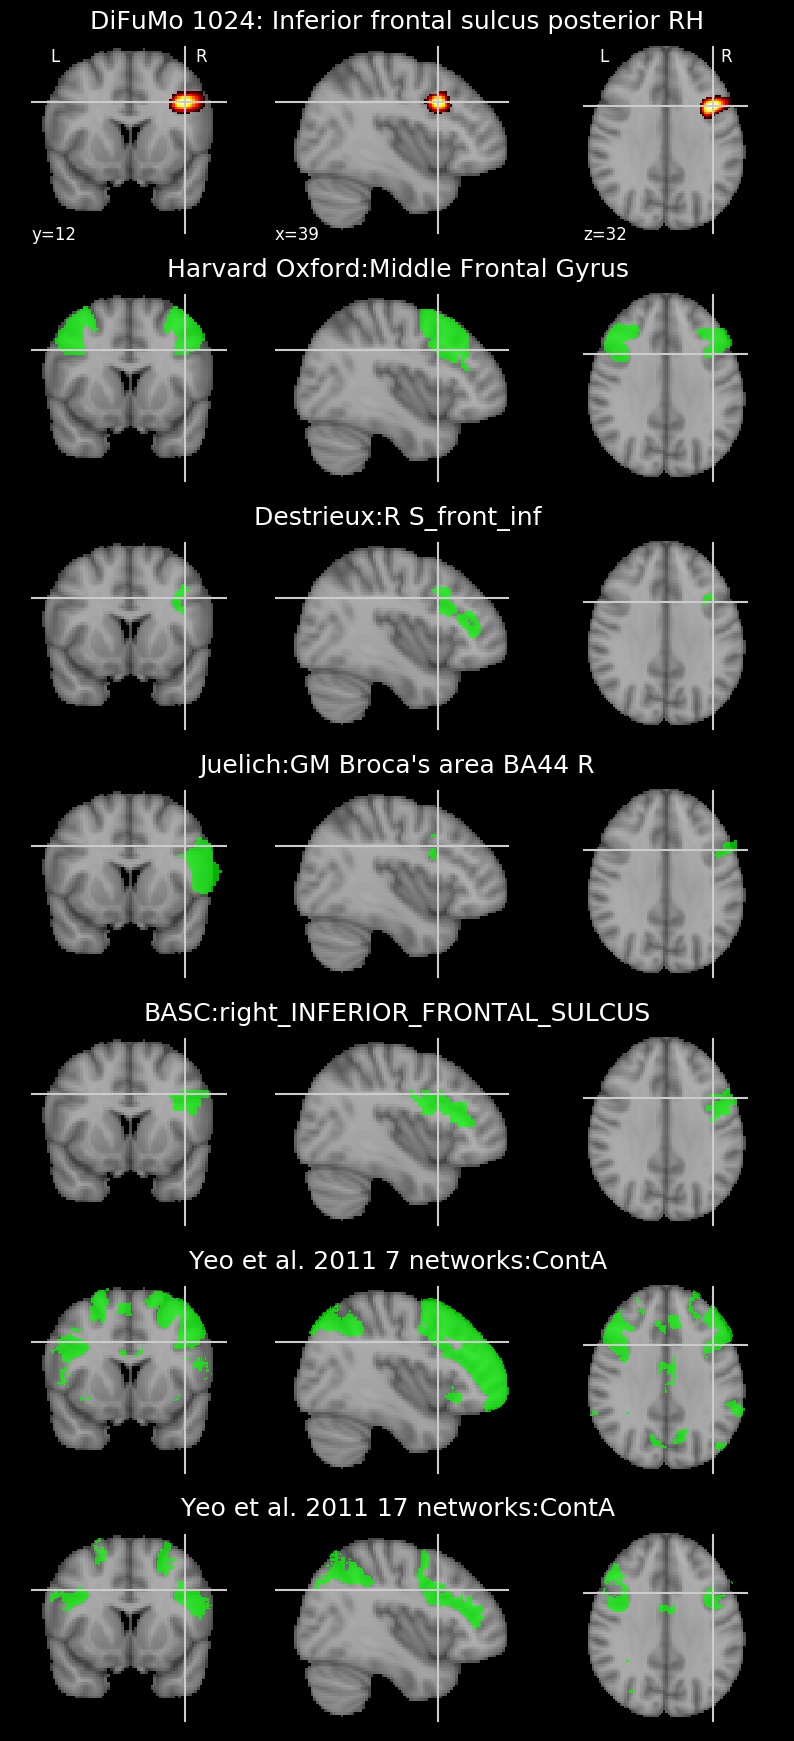 DiFuMo 1024: Inferior frontal sulcus posterior RH
L R L R
y=12 x=39 z=32
Harvard Oxford:Middle Frontal Gyrus
Destrieux:R S_front_inf
Juelich:GM Broca's area BA44 R
BASC:right_INFERIOR_FRONTAL_SULCUS
Yeo et al. 2011 7 networks:ContA
Yeo et al. 2011 17 networks:ContA